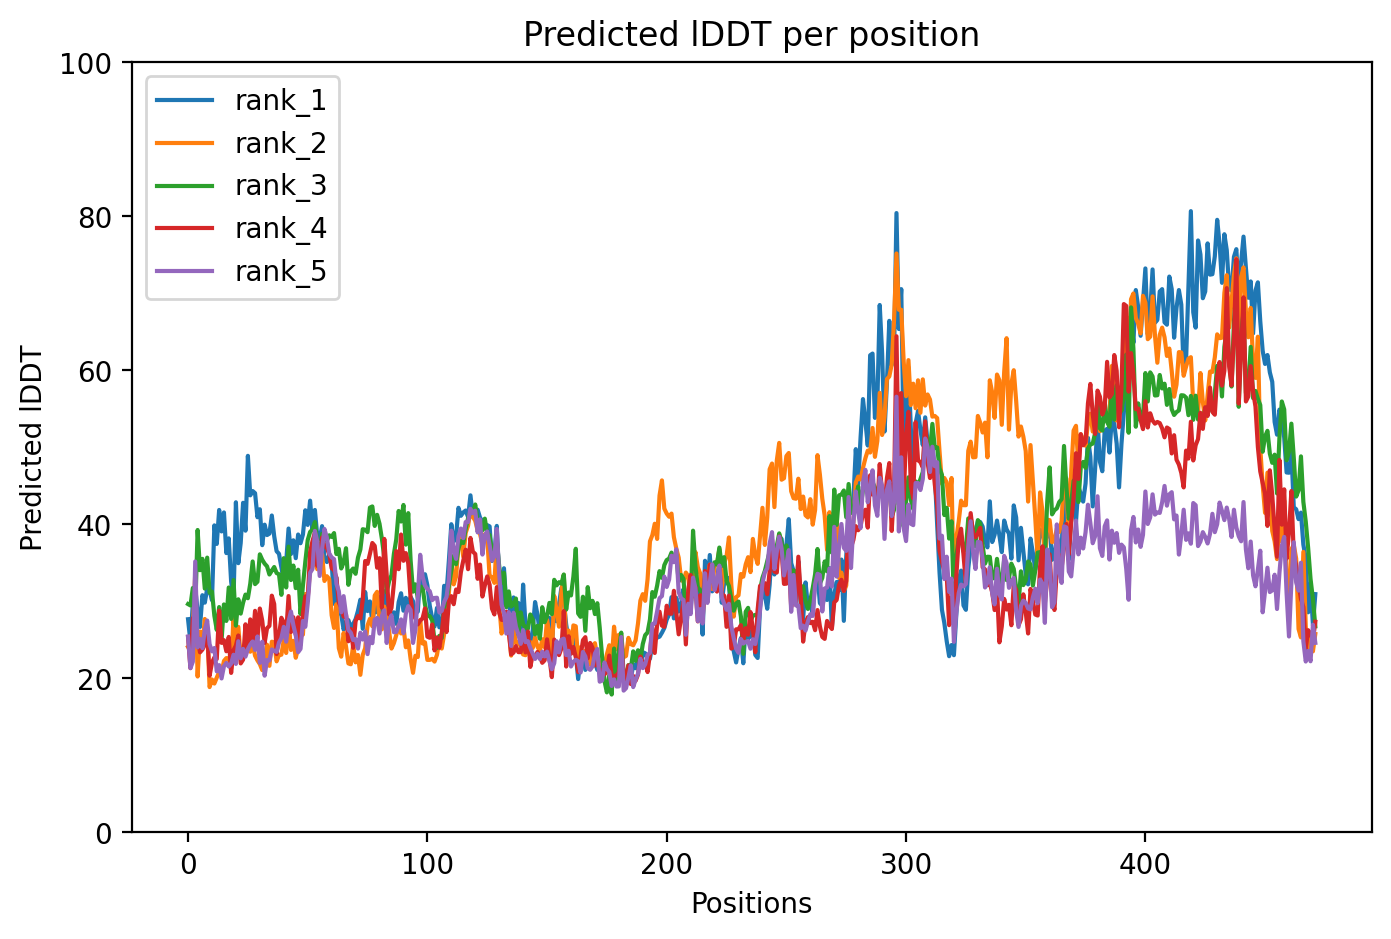 Predicted lDDT per position
100
80
60
40
20
0
Predicted lDDT
rank_1
rank_2
rank_3
rank_4
rank_5
0 100 200 300 400
Positions